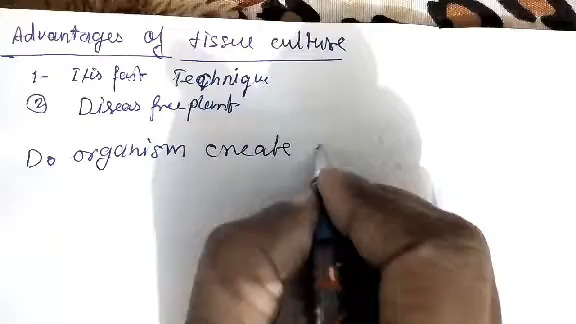 Advantages of tissue culture
1- It is fast Technique
② Diseas free plant
Do organism create